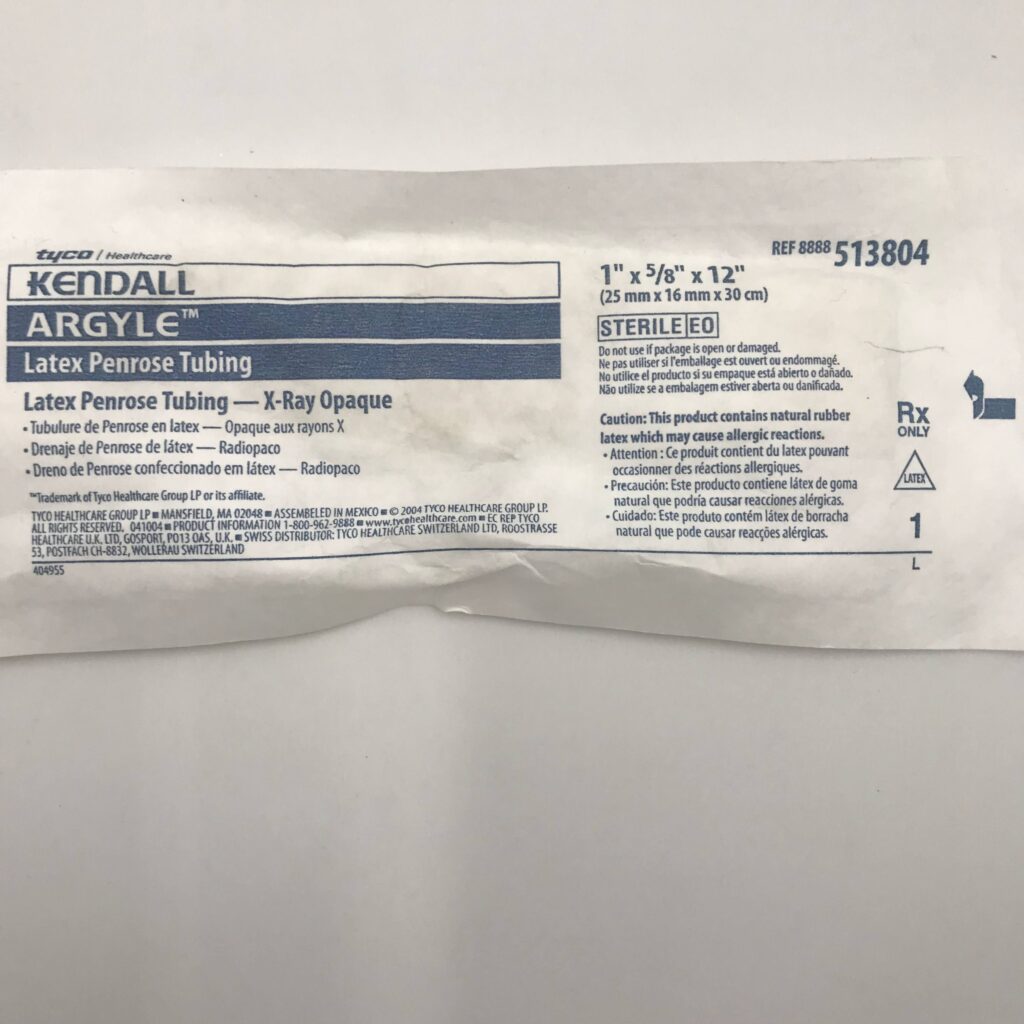 tyco / Healthcare
KENDALL
ARGYLE™
Latex Penrose Tubing
Latex Penrose Tubing — X-Ray Opaque
• Tubulure de Penrose en latex — Opaque aux rayons X
• Drenaje de Penrose de látex — Radiopaco
• Dreno de Penrose confeccionado em látex — Radiopaco
™Trademark of Tyco Healthcare Group LP or its affiliate.
TYCO HEALTHCARE GROUP LP ■ MANSFIELD, MA 02048 ■ ASSEMBELED IN MEXICO ■ © 2004 TYCO HEALTHCARE GROUP LP.
ALL RIGHTS RESERVED. 041004 ■ PRODUCT INFORMATION 1-800-962-9888 ■ www.tycohealthcare.com ■ EC REP TYCO
HEALTHCARE U.K. LTD, GOSPORT, PO13 OAS, U.K. ■ SWISS DISTRIBUTOR: TYCO HEALTHCARE SWITZERLAND LTD, ROOSTRASSE
53, POSTFACH CH-8832, WOLLERAU SWITZERLAND
404955
REF 8888 513804
1" x 5/8" x 12"
(25 mm x 16 mm x 30 cm)
STERILE EO
Do not use if package is open or damaged.
Ne pas utiliser si l'emballage est ouvert ou endommagé.
No utilice el producto si su empaque está abierto o dañado.
Não utilize se a embalagem estiver aberta ou danificada.
Caution: This product contains natural rubber
latex which may cause allergic reactions.
• Attention : Ce produit contient du latex pouvant
occasionner des réactions allergiques.
• Precaución: Este producto contiene látex de goma
natural que podría causar reacciones alérgicas.
• Cuidado: Este produto contém látex de borracha
natural que pode causar reacções alérgicas.
Rx
ONLY
LATEX
1
L